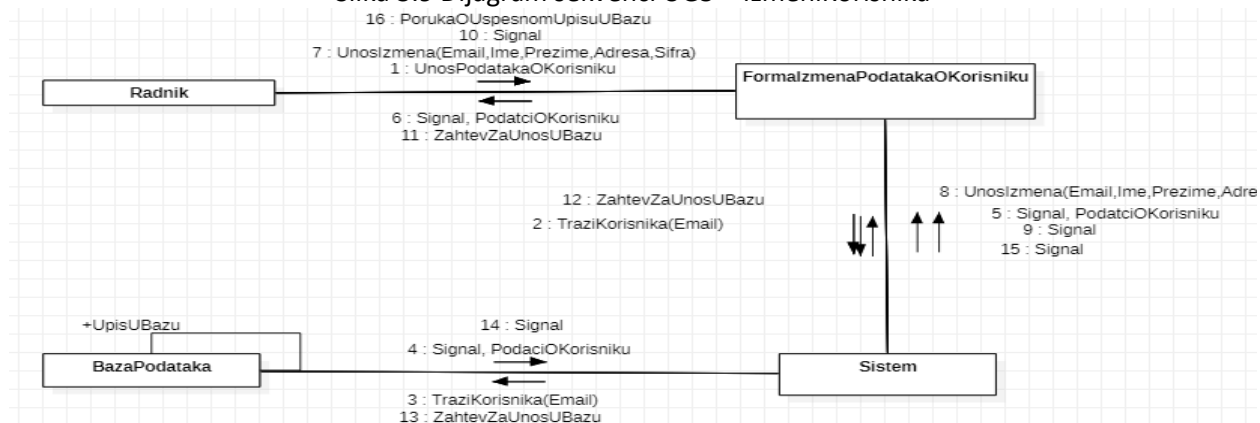 16 : PorukaOUspesnomUpisuUBazu
10 : Signal
7 : UnosIzmena(Email,Ime,Prezime,Adresa,Sifra)
1 : UnosPodatakaOKorisniku
Radnik
FormaIzmenaPodatakaOKorisniku
6 : Signal, PodatciOKorisniku
11 : ZahtevZaUnosUBazu
12 : ZahtevZaUnosUBazu
2 : TraziKorisnika(Email)
8 : UnosIzmena(Email,Ime,Prezime,Adre
5 : Signal, PodatciOKorisniku
9 : Signal
15 : Signal
+UpisUBazu
14 : Signal
4 : Signal, PodaciOKorisniku
BazaPodataka
Sistem
3 : TraziKorisnika(Email)
13 : ZahtevZaUnosUBazu